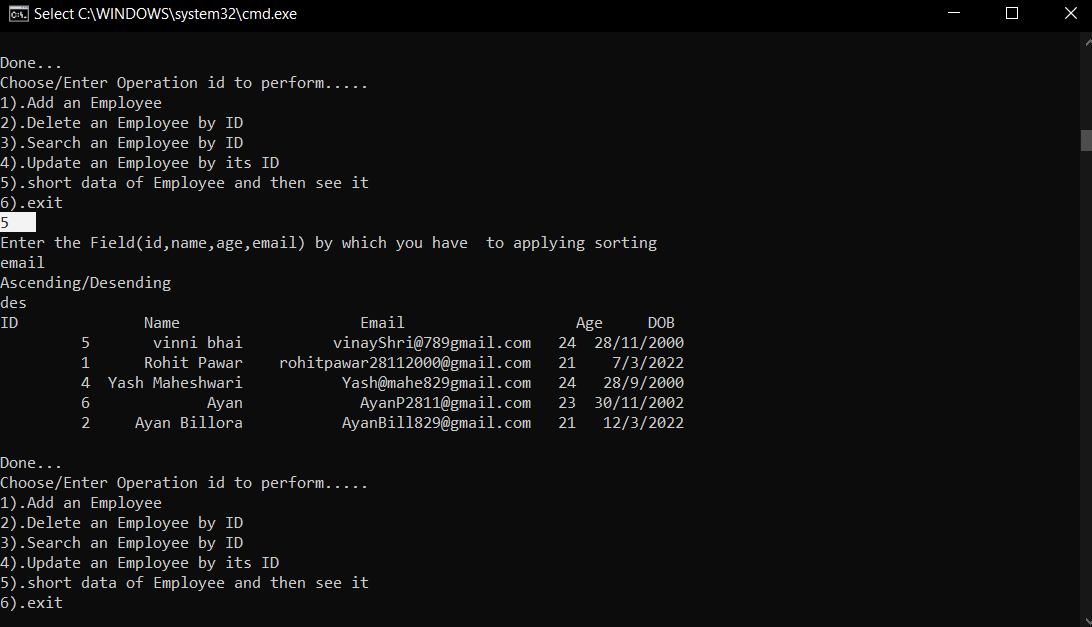 Select C:\WINDOWS\system32\cmd.exe
Done...
Choose/Enter Operation id to perform.....
1).Add an Employee
2).Delete an Employee by ID
3).Search an Employee by ID
4).Update an Employee by its ID
5).short data of Employee and then see it
6).exit
5
Enter the Field(id,name,age,email) by which you have  to applying sorting
email
Ascending/Desending
des
ID              Name                    Email                   Age     DOB
         5       vinni bhai          vinayShri@789gmail.com   24  28/11/2000
         1      Rohit Pawar    rohitpawar28112000@gmail.com   21    7/3/2022
         4  Yash Maheshwari           Yash@mahe829gmail.com   24   28/9/2000
         6             Ayan             AyanP2811@gmail.com   23  30/11/2002
         2     Ayan Billora           AyanBill829@gmail.com   21   12/3/2022
Done...
Choose/Enter Operation id to perform.....
1).Add an Employee
2).Delete an Employee by ID
3).Search an Employee by ID
4).Update an Employee by its ID
5).short data of Employee and then see it
6).exit